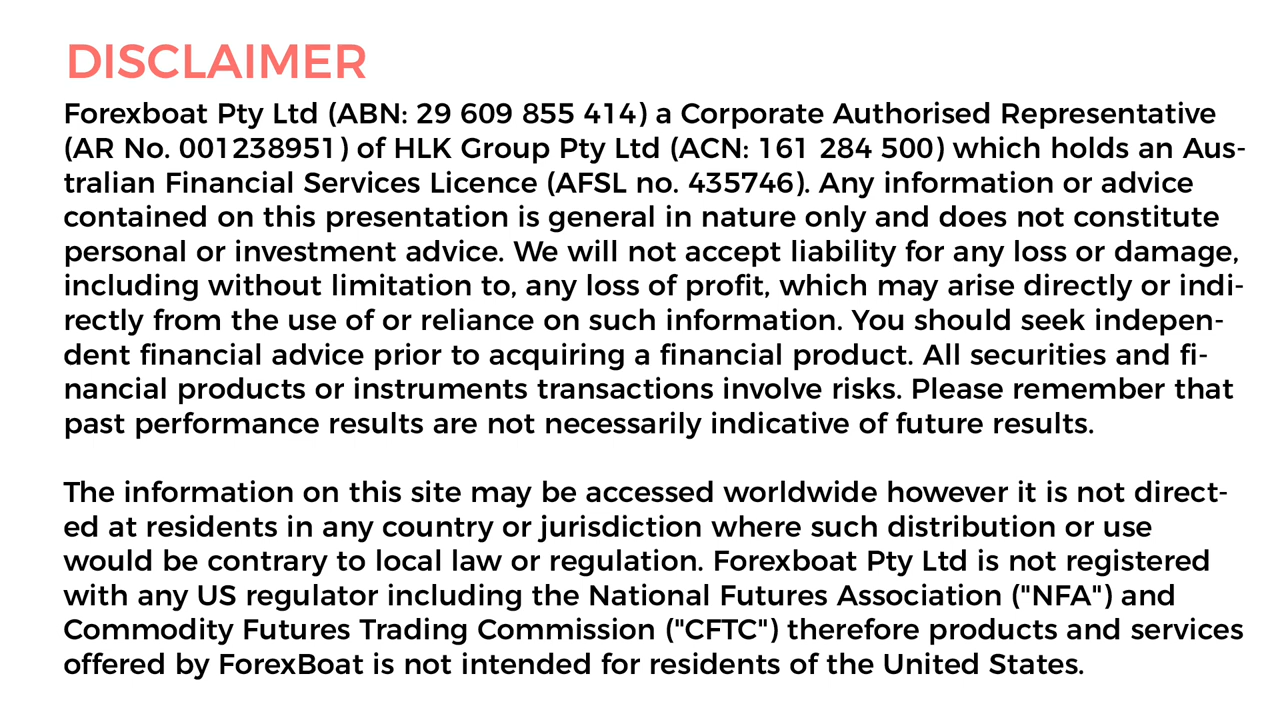 DISCLAIMER
Forexboat Pty Ltd (ABN: 29 609 855 414) a Corporate Authorised Representative
(AR No. 001238951) of HLK Group Pty Ltd (ACN: 161 284 500) which holds an Aus-
tralian Financial Services Licence (AFSL no. 435746). Any information or advice
contained on this presentation is general in nature only and does not constitute
personal or investment advice. We will not accept liability for any loss or damage,
including without limitation to, any loss of profit, which may arise directly or indi-
rectly from the use of or reliance on such information. You should seek indepen-
dent financial advice prior to acquiring a financial product. All securities and fi-
nancial products or instruments transactions involve risks. Please remember that
past performance results are not necessarily indicative of future results.
The information on this site may be accessed worldwide however it is not direct-
ed at residents in any country or jurisdiction where such distribution or use
would be contrary to local law or regulation. Forexboat Pty Ltd is not registered
with any US regulator including the National Futures Association ("NFA") and
Commodity Futures Trading Commission ("CFTC") therefore products and services
offered by ForexBoat is not intended for residents of the United States.